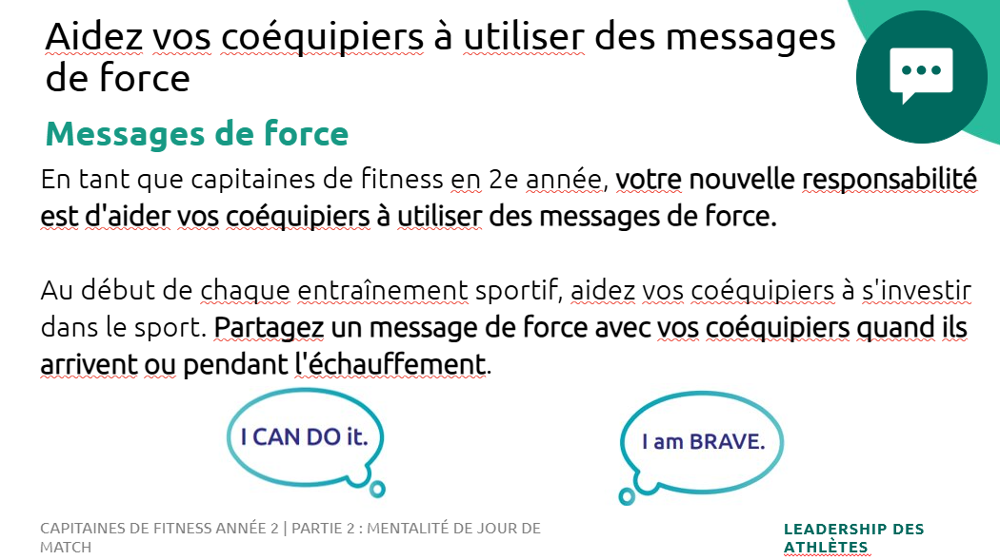 Aidez vos coéquipiers à utiliser des messages
de force
Messages de force
En tant que capitaines de fitness en 2e année, votre nouvelle responsabilité
est d'aider vos coéquipiers à utiliser des messages de force.
Au début de chaque entraînement sportif, aidez vos coéquipiers à s'investir
dans le sport. Partagez un message de force avec vos coéquipiers quand ils
arrivent ou pendant l'échauffement.
I CAN DO it.
I am BRAVE.
CAPITAINES DE FITNESS ANNÉE 2 | PARTIE 2 : MENTALITÉ DE JOUR DE
MATCH
LEADERSHIP DES
ATHLÈTES